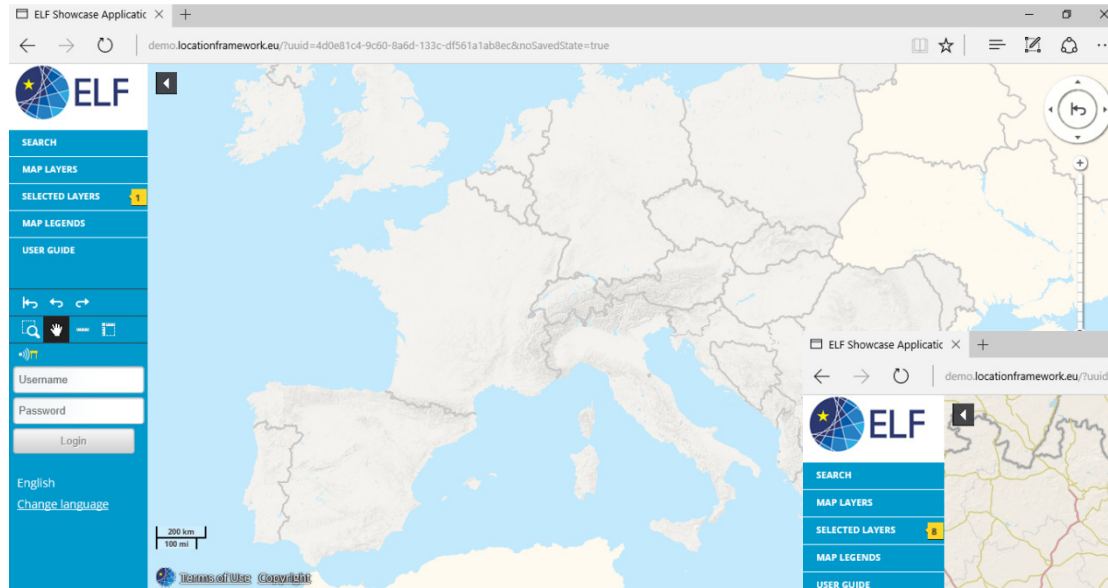 ELF Showcase Applicatic
demo.locationframework.eu/?uuid=4d0e81c4-9c60-8a6d-133c-df561a1ab8ec&noSavedState=true
ELF
SEARCH
MAP LAYERS
SELECTED LAYERS 1
MAP LEGENDS
USER GUIDE
Username
Password
Login
English
Change language
200 km
100 mi
Terms of Use Copyright
ELF Showcase Applicatic
demo.locationframework.eu/?uuid
ELF
SEARCH
MAP LAYERS
SELECTED LAYERS 8
MAP LEGENDS
USER GUIDE